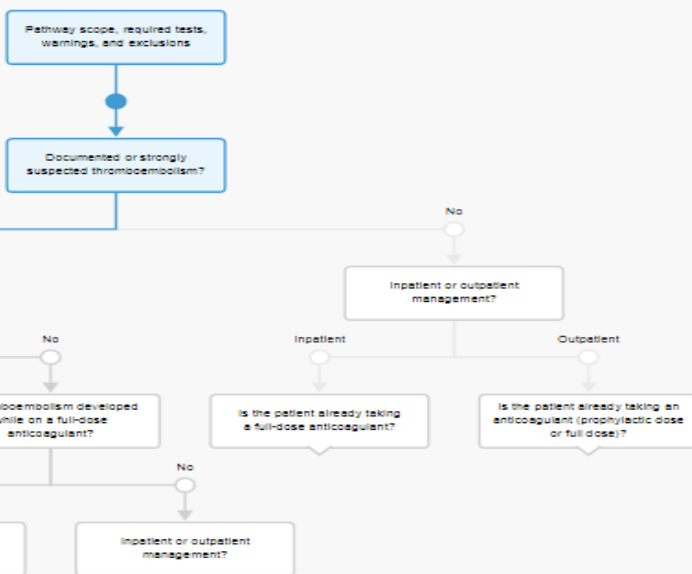 Pathway scope, required tests,
warnings, and exclusions
Documented or strongly
suspected thromboembolism?
No
Inpatient or outpatient
management?
No
Inpatient
Outpatient
boembolism developed
while on a full-dose
anticoagulant?
Is the patient already taking
a full-dose anticoagulant?
Is the patient already taking an
anticoagulant (prophylactic dose
or full dose)?
No
Inpatient or outpatient
management?